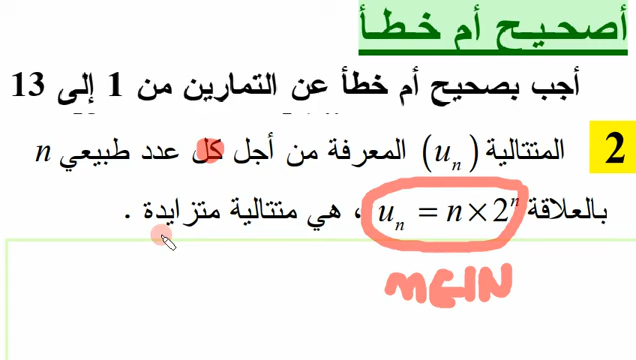 أصحيح أم خطأ
أجب بصحيح أم خطأ عن التمارين من 1 إلى 13
2 المتتالية (uₙ) المعرفة من أجل كل عدد طبيعي n
بالعلاقة uₙ = n × 2ⁿ ، هي متتالية متزايدة .